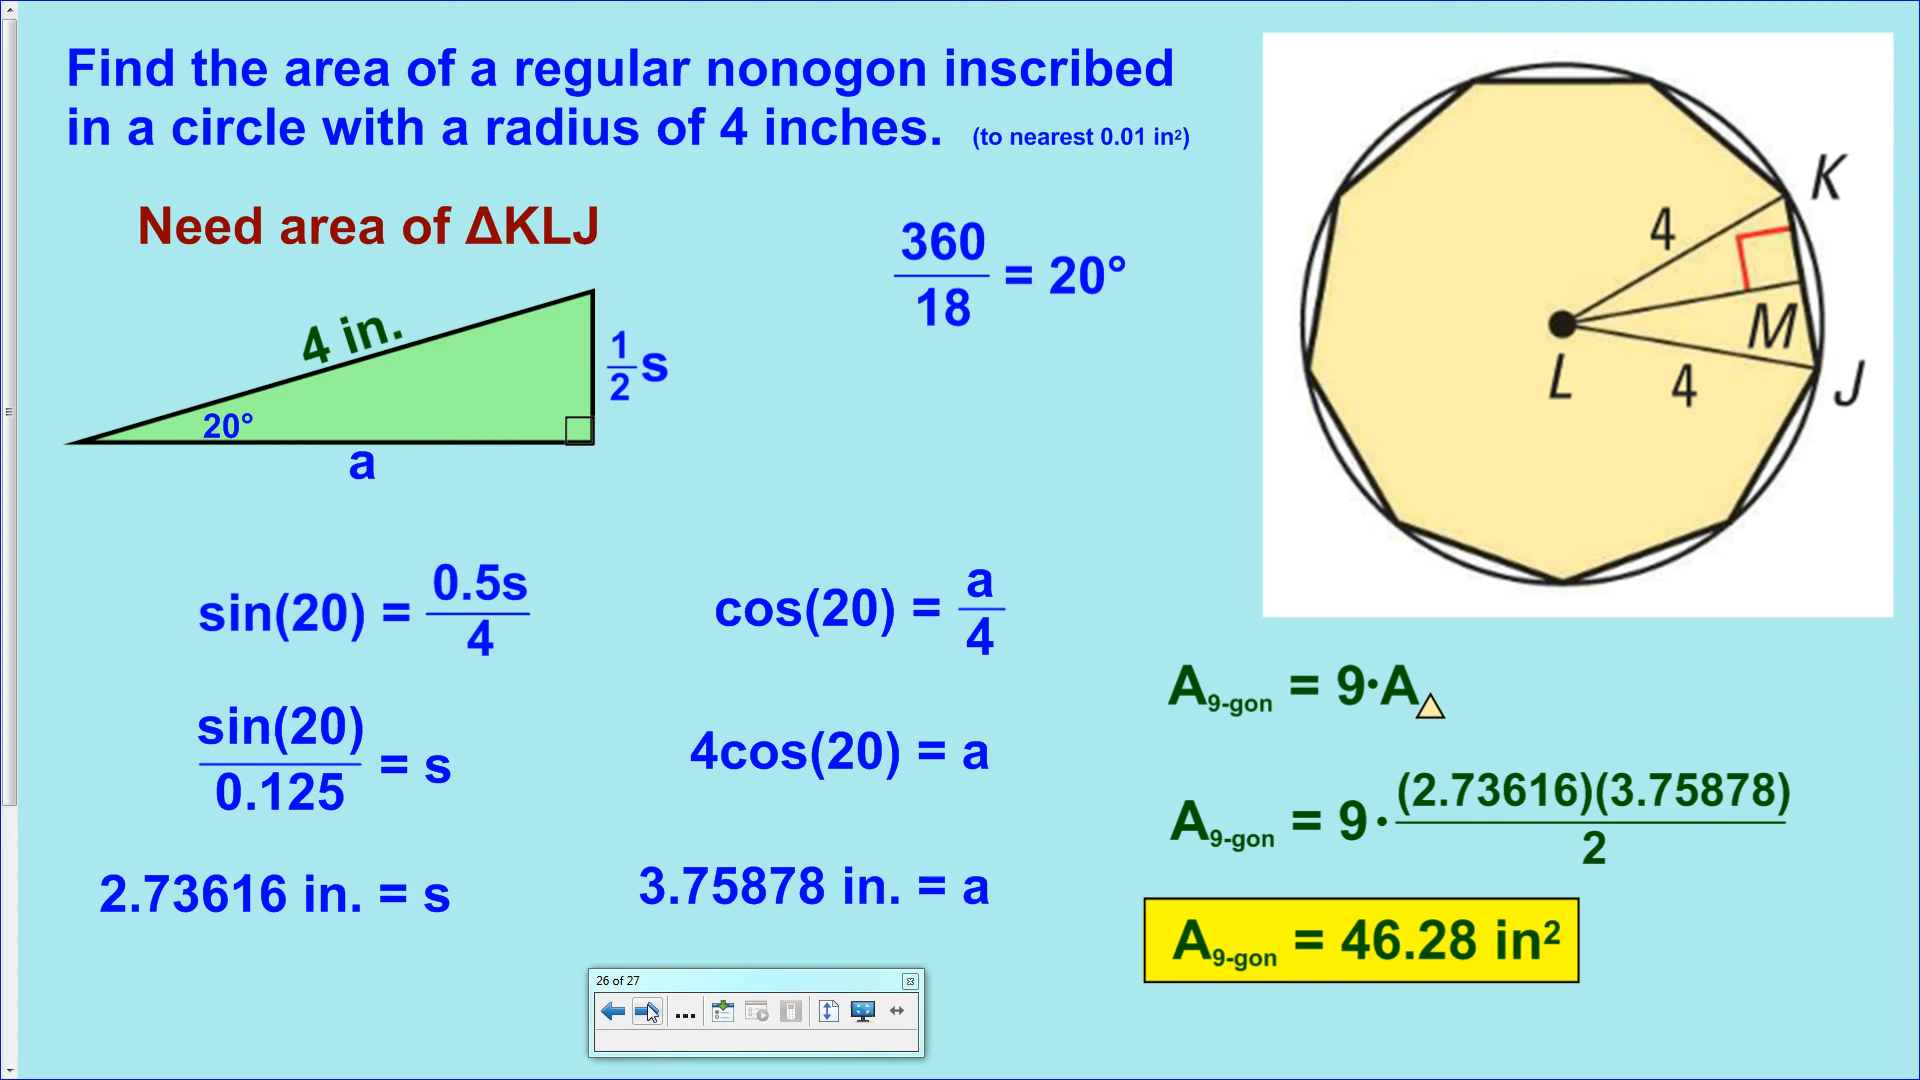 Find the area of a regular nonogon inscribed
in a circle with a radius of 4 inches. (to nearest 0.01 in²)
Need area of ΔKLJ
4 in.
20°
a
1/2 s
360/18 = 20°
K
4
M
L
4
J
sin(20) = 0.5s/4
cos(20) = a/4
sin(20)/0.125 = s
4cos(20) = a
2.73616 in. = s
3.75878 in. = a
A9-gon = 9·A△
A9-gon = 9·(2.73616)(3.75878)/2
A9-gon = 46.28 in²
26 of 27
...